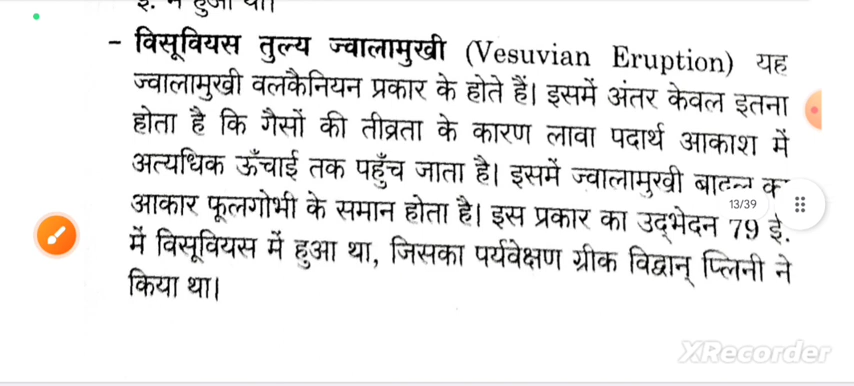 ई. में हुआ था।
- विसूवियस तुल्य ज्वालामुखी (Vesuvian Eruption) यह
ज्वालामुखी वलकैनियन प्रकार के होते हैं। इसमें अंतर केवल इतना
होता है कि गैसों की तीव्रता के कारण लावा पदार्थ आकाश में
अत्यधिक ऊँचाई तक पहुँच जाता है। इसमें ज्वालामुखी बादल
13/39
आकार फूलगोभी के समान होता है। इस प्रकार का उद्भेदन 79 ई.
में विसूवियस में हुआ था, जिसका पर्यवेक्षण ग्रीक विद्वान् प्लिनी ने
किया था।
XRecorder